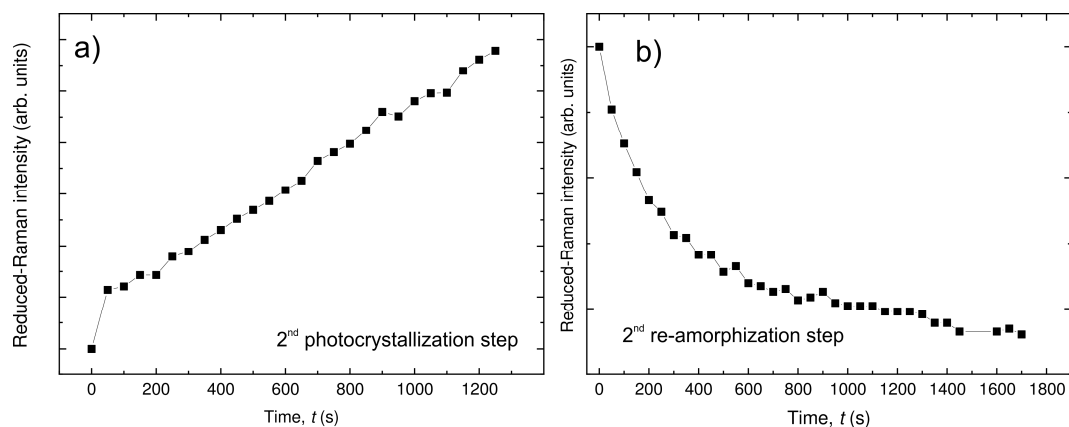 a)
Reduced-Raman intensity (arb. units)
2nd photocrystallization step
0 200 400 600 800 1000 1200
Time, t (s)
b)
Reduced-Raman intensity (arb. units)
2nd re-amorphization step
0 200 400 600 800 1000 1200 1400 1600 1800
Time, t (s)